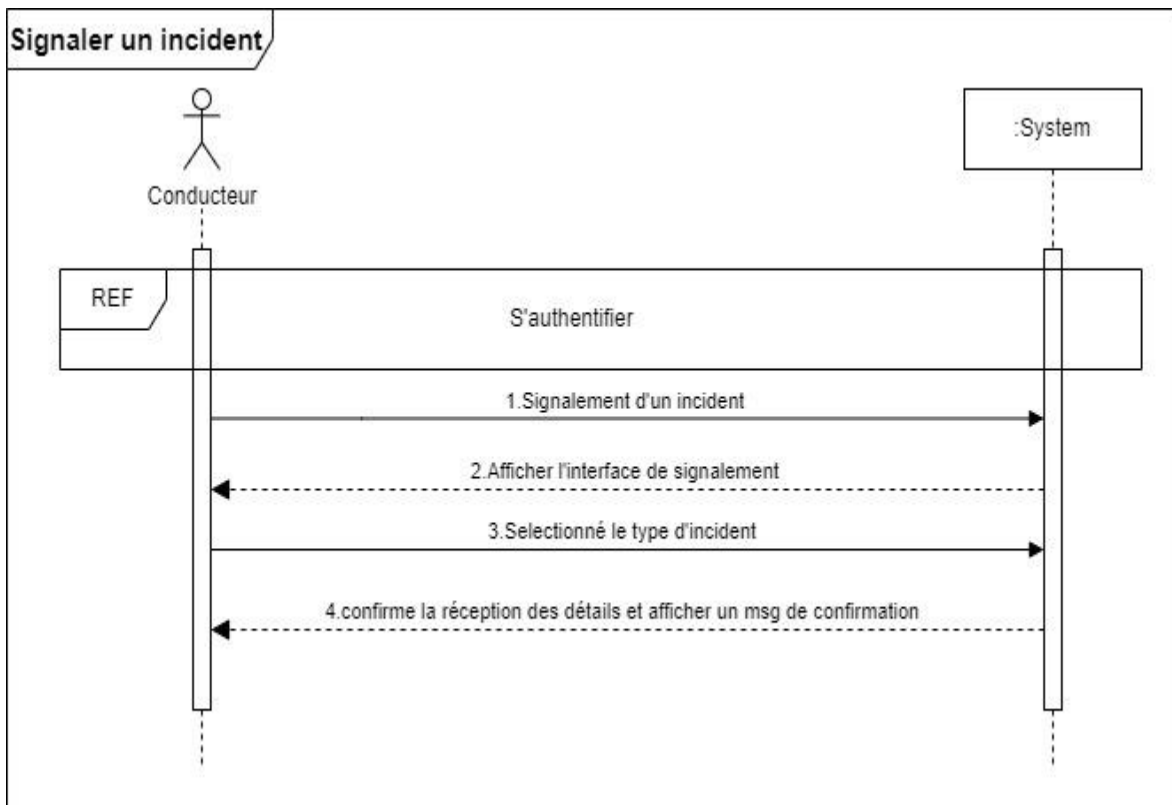 Signaler un incident
Conducteur
:System
REF
S'authentifier
1.Signalement d'un incident
2.Afficher l'interface de signalement
3.Selectionné le type d'incident
4.confirme la réception des détails et afficher un msg de confirmation